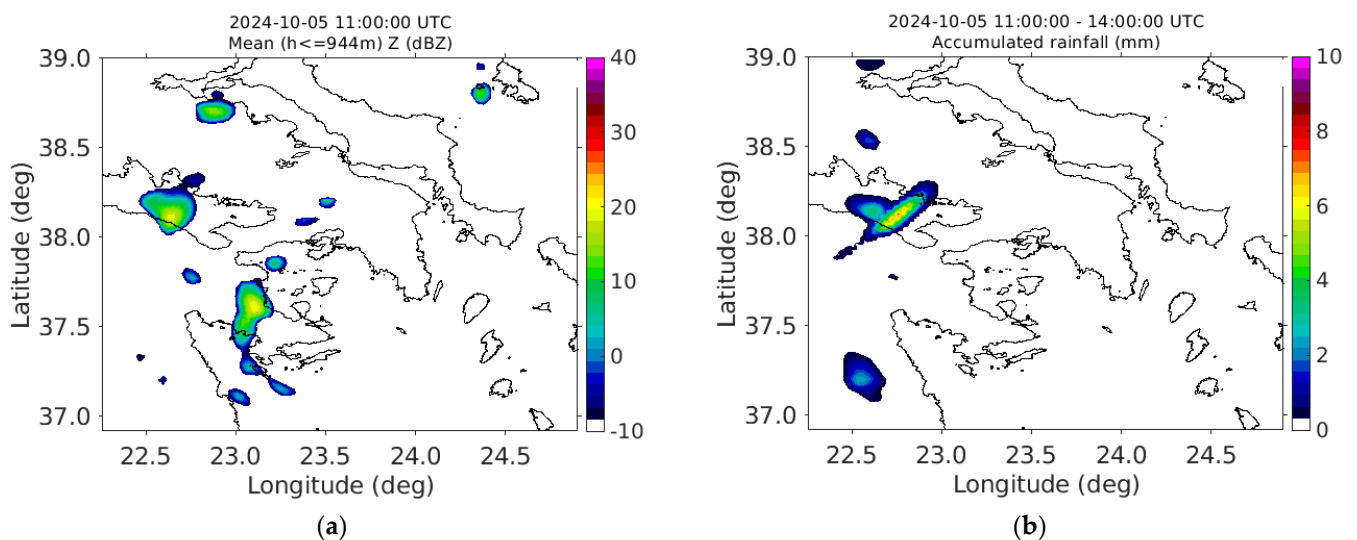 2024-10-05 11:00:00 UTC
Mean (h<=944m) Z (dBZ)
39.0
38.5
38.0
37.5
37.0
Latitude (deg)
22.5 23.0 23.5 24.0 24.5
Longitude (deg)
40
30
20
10
0
-10
(a)
2024-10-05 11:00:00 - 14:00:00 UTC
Accumulated rainfall (mm)
39.0
38.5
38.0
37.5
37.0
Latitude (deg)
22.5 23.0 23.5 24.0 24.5
Longitude (deg)
10
8
6
4
2
0
(b)